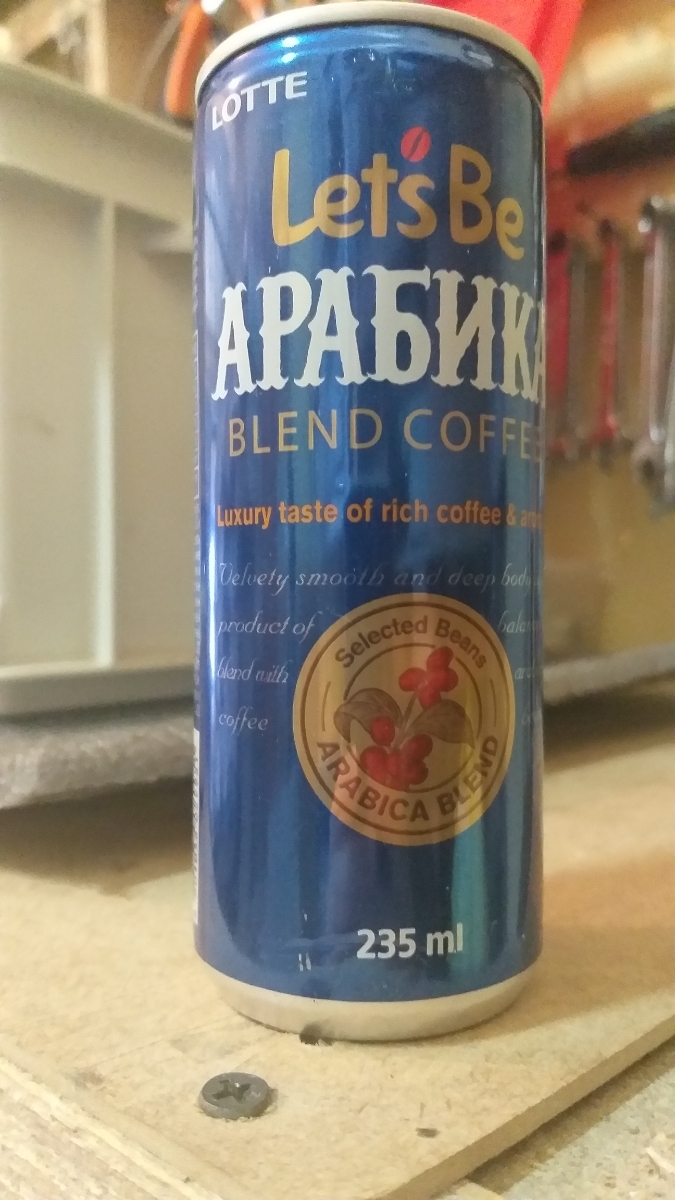 LOTTE
Let's Be
АРАБИКА
BLEND COFFEE
Luxury taste of rich coffee &
Velvety smooth and deep body
product of
blend with
coffee
Selected Beans
ARABICA BLEND
235 ml